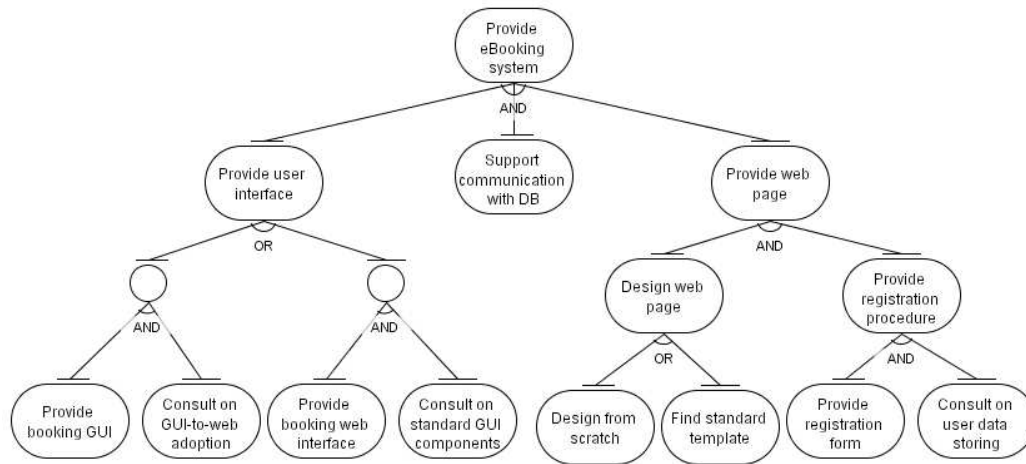 Provide
eBooking
system
AND
Provide user
interface
Support
communication
with DB
Provide web
page
OR
AND
Design web
page
Provide
registration
procedure
AND
AND
OR
AND
Provide
booking GUI
Consult on
GUI-to-web
adoption
Provide
booking web
interface
Consult on
standard GUI
components
Design from
scratch
Find standard
template
Provide
registration
form
Consult on
user data
storing